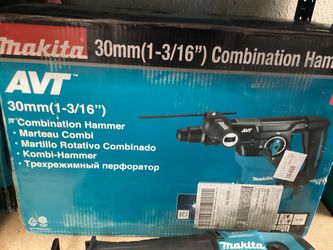 makita 30mm(1-3/16") Combination Ham
AVT
30mm(1-3/16")
Combination Hammer
• Marteau Combi
• Martillo Rotativo Combinado
• Kombi-Hammer
• Трехрежимный перфоратор
makita